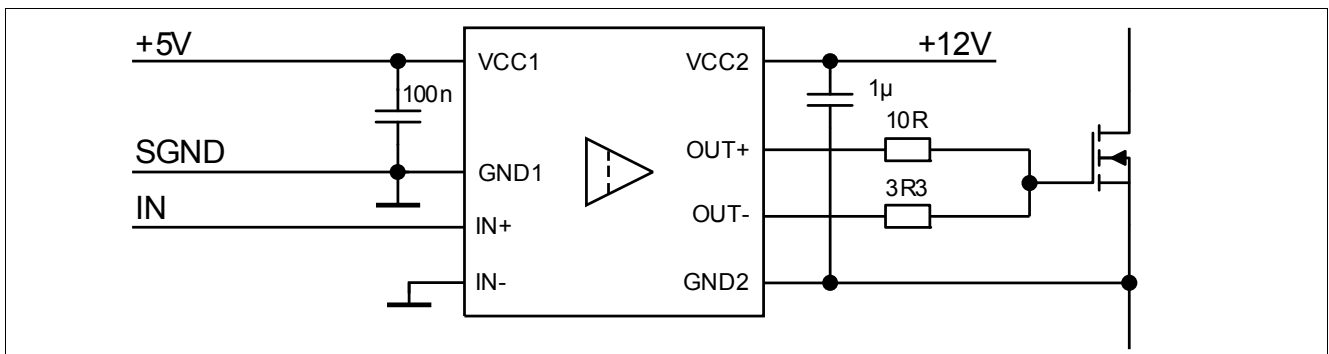 +5V
+12V
VCC1
VCC2
100n
1µ
10R
SGND
OUT+
GND1
3R3
IN
OUT-
IN+
IN-
GND2